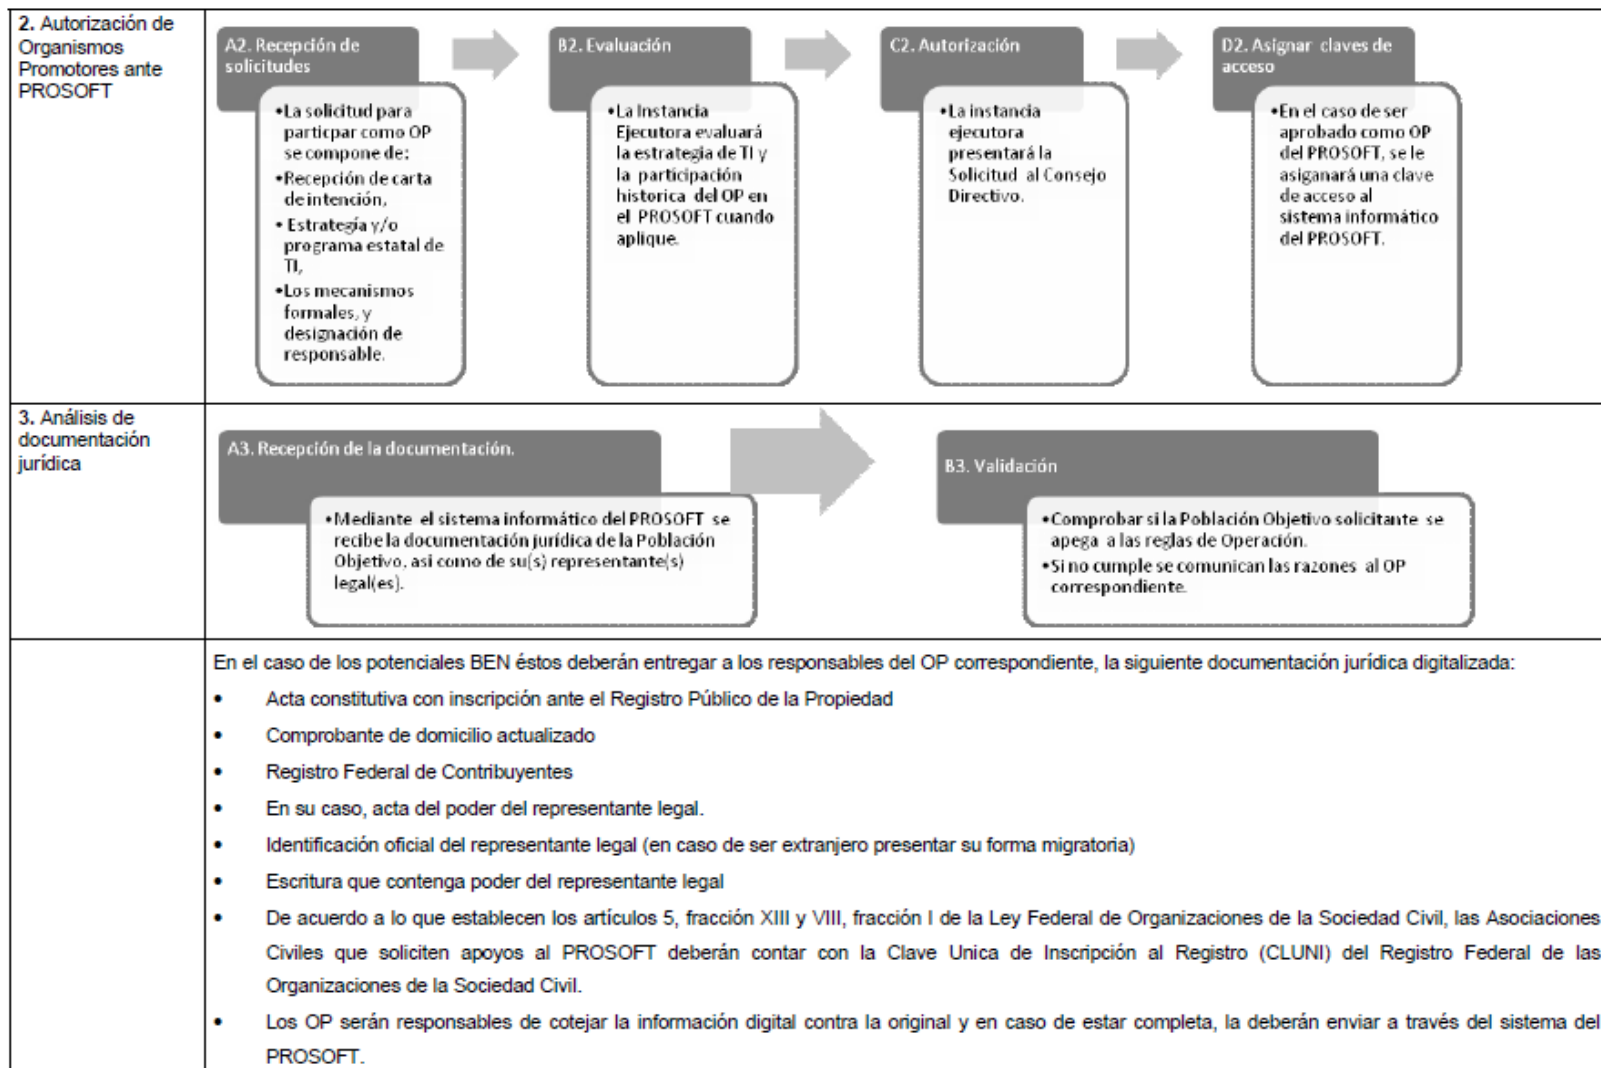 2. Autorización de
Organismos
Promotores ante
PROSOFT
A2. Recepción de
solicitudes
•La solicitud para
particpar como OP
se compone de:
•Recepción de carta
de intención,
• Estrategía y/o
programa estatal de
TI,
•Los mecanismos
formales, y
designación de
responsable.
B2. Evaluación
•La Instancia
Ejecutora evaluará
la estrategia de TI y
la participación
historica del OP en
el PROSOFT cuando
aplique.
C2. Autorización
•La instancia
ejecutora
presentará la
Solicitud al Consejo
Directivo.
D2. Asignar claves de
acceso
•En el caso de ser
aprobado como OP
del PROSOFT, se le
asiganará una clave
de acceso al
sistema informático
del PROSOFT.
3. Análisis de
documentación
jurídica
A3. Recepción de la documentación.
•Mediante el sistema informático del PROSOFT se
recibe la documentación jurídica de la Población
Objetivo, asi como de su(s) representante(s)
legal(es).
B3. Validación
•Comprobar si la Población Objetivo solicitante se
apega a las reglas de Operación.
•Si no cumple se comunican las razones al OP
correspondiente.
En el caso de los potenciales BEN éstos deberán entregar a los responsables del OP correspondiente, la siguiente documentación jurídica digitalizada:
• Acta constitutiva con inscripción ante el Registro Público de la Propiedad
• Comprobante de domicilio actualizado
• Registro Federal de Contribuyentes
• En su caso, acta del poder del representante legal.
• Identificación oficial del representante legal (en caso de ser extranjero presentar su forma migratoria)
• Escritura que contenga poder del representante legal
• De acuerdo a lo que establecen los artículos 5, fracción XIII y VIII, fracción I de la Ley Federal de Organizaciones de la Sociedad Civil, las Asociaciones
Civiles que soliciten apoyos al PROSOFT deberán contar con la Clave Unica de Inscripción al Registro (CLUNI) del Registro Federal de las
Organizaciones de la Sociedad Civil.
• Los OP serán responsables de cotejar la información digital contra la original y en caso de estar completa, la deberán enviar a través del sistema del
PROSOFT.